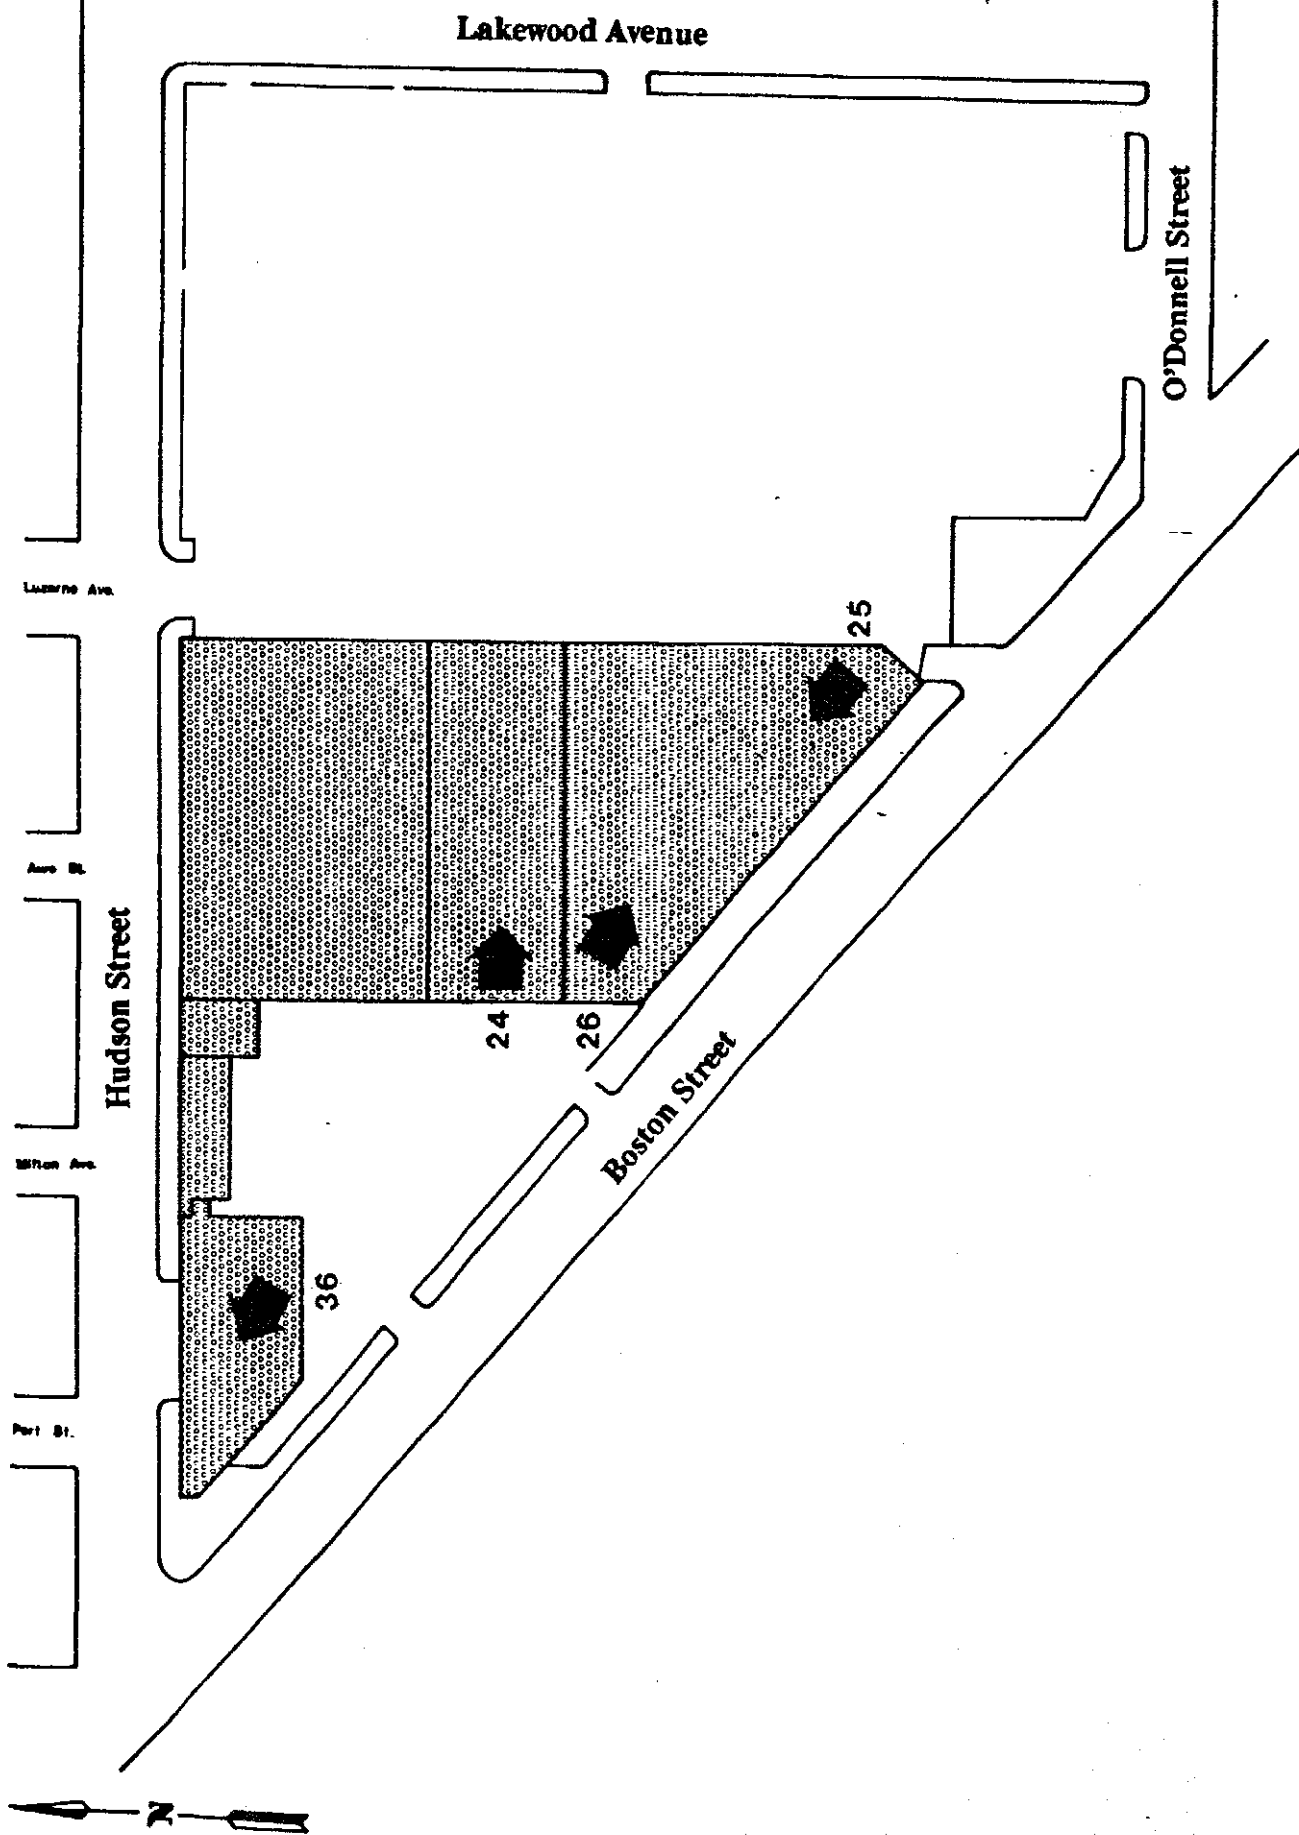 Lakewood Avenue
O'Donnell Street
Luzerne Ave.
25
Hudson Street
24
26
Boston Street
36
Port St.
N